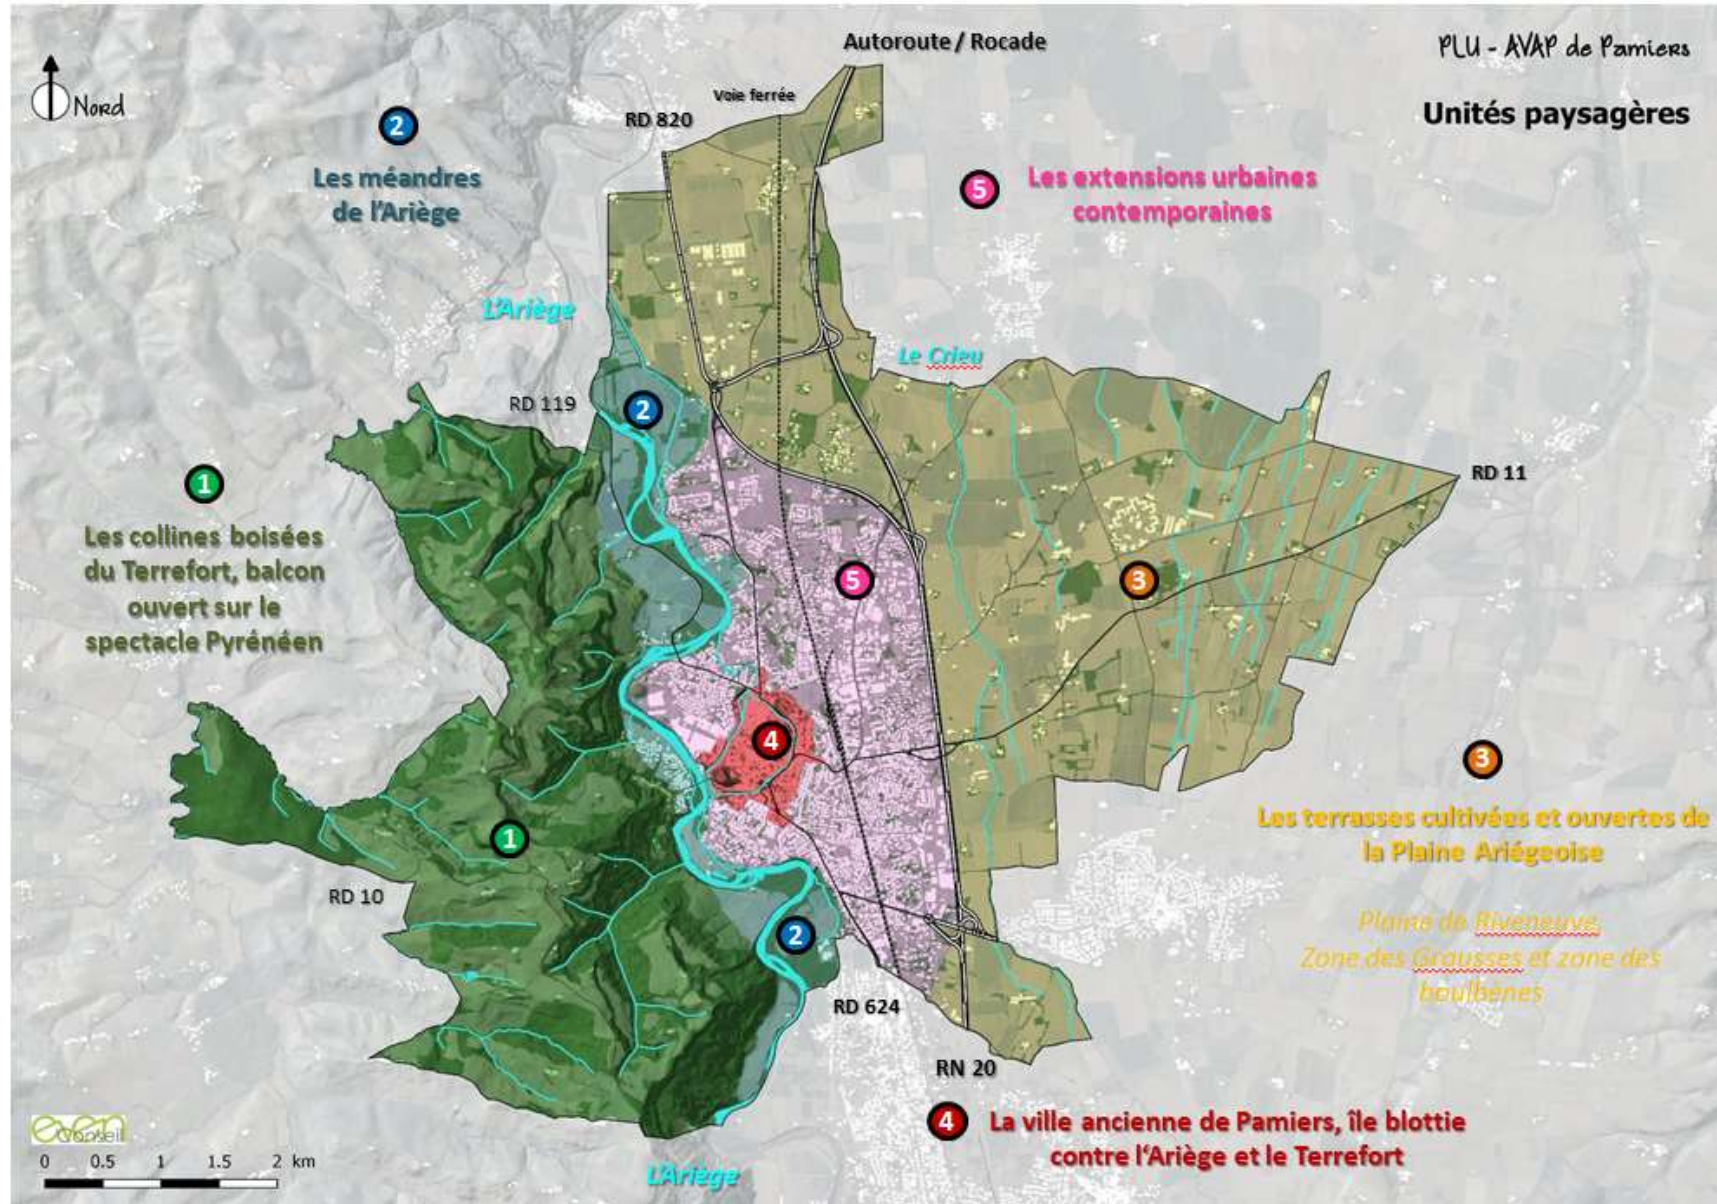 Autoroute / Rocade
PLU - AVAP de Pamiers
Nord
Voie ferrée
RD 820
Unités paysagères
2
Les méandres
de l'Ariège
5
Les extensions urbaines
contemporaines
L'Ariège
Le Crieu
RD 119
2
RD 11
1
Les collines boisées
du Terrefort, balcon
ouvert sur le
spectacle Pyrénéen
5
3
4
3
Les terrasses cultivées et ouvertes de
la Plaine Ariégeoise
1
RD 10
Plaine de Riveneuve,
Zone des Grausses et zone des
boulbènes
2
RD 624
RN 20
4
La ville ancienne de Pamiers, île blottie
contre l'Ariège et le Terrefort
even
Conseil
0 0.5 1 1.5 2 km
L'Ariège